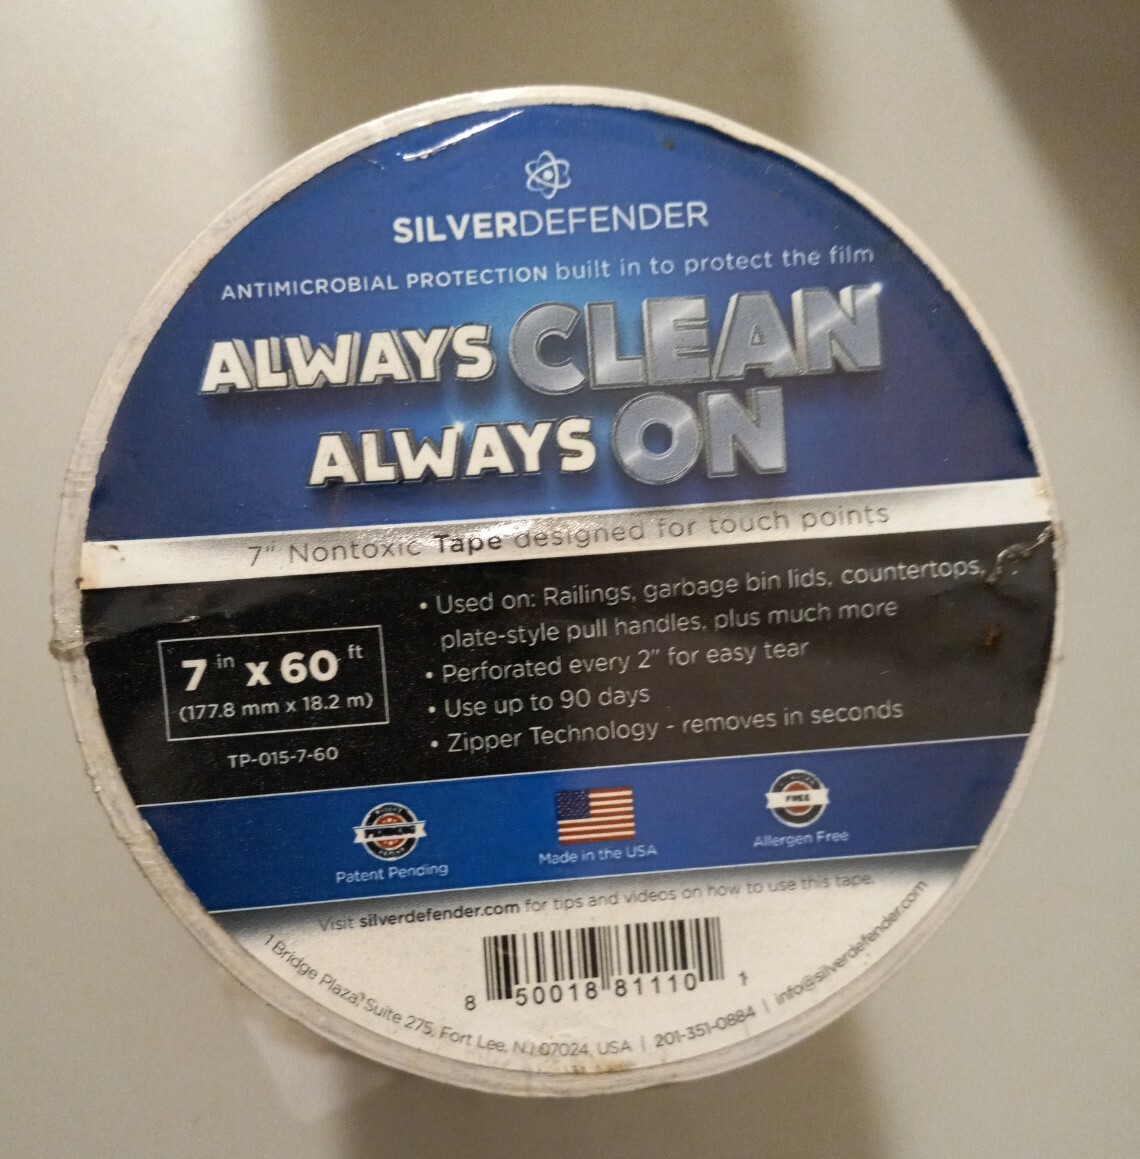 SILVERDEFENDER
ANTIMICROBIAL PROTECTION built in to protect the film
ALWAYS CLEAN
ALWAYS ON
7" Nontoxic Tape designed for touch points
• Used on: Railings, garbage bin lids, countertops,
plate-style pull handles, plus much more
• Perforated every 2" for easy tear
• Use up to 90 days
• Zipper Technology - removes in seconds
7 in x 60 ft
(177.8 mm x 18.2 m)
TP-015-7-60
PENDING
Patent Pending
Made in the USA
FREE
Allergen Free
Visit silverdefender.com for tips and videos on how to use this tape.
8 50018 81110 1
1 Bridge Plaza, Suite 275, Fort Lee, NJ 07024, USA | 201-351-0884 | info@silverdefender.com